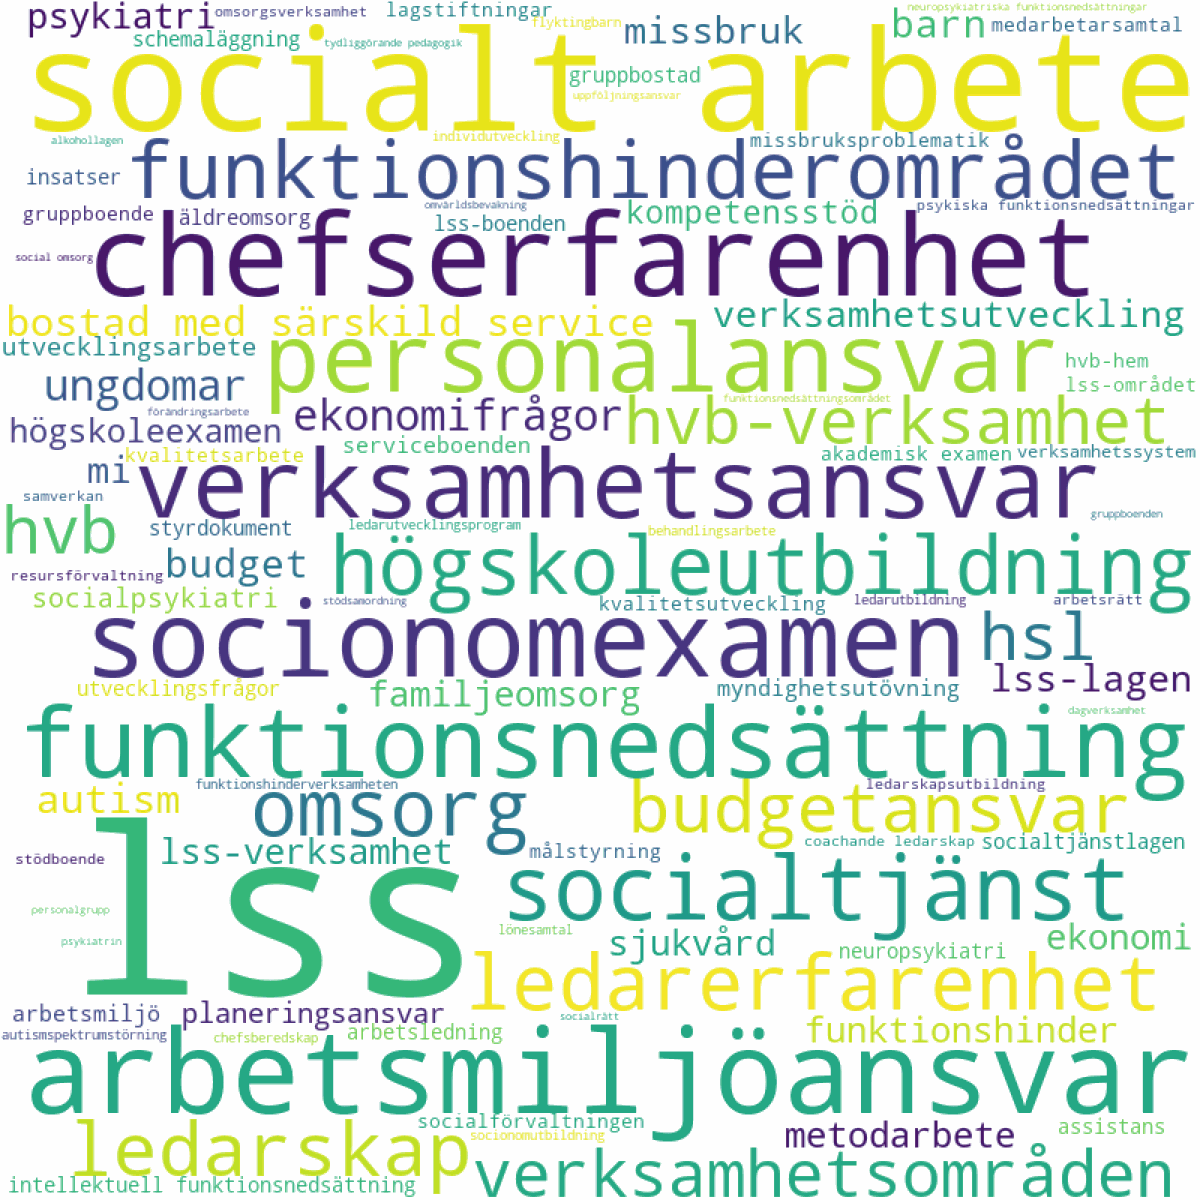 psykiatri omsorgsverksamhet lagstiftningar neuropsykiatriska funktionsnedsättningar
schemaläggning tydliggörande pedagogik flyktingbarn missbruk barn medarbetarsamtal
socialt arbete
gruppbostad
uppföljningsansvar
alkohollagen individutveckling missbruksproblematik
insatser funktionshinderområdet
gruppboende äldreomsorg omvärldsbevakning lss-boenden kompetensstöd psykiska funktionsnedsättningar
social omsorg chefserfarenhet
bostad med särskild service verksamhetsutveckling
utvecklingsarbete personalansvar hvb-hem
ungdomar lss-området
förändringsarbete ekonomifrågor funktionsnedsättningsområdet
högskoleexamen hvb-verksamhet
kvalitetsarbete serviceboenden akademisk examen verksamhetssystem
mi verksamhetsansvar
samverkan gruppboenden
hvb styrdokument ledarutvecklingsprogram behandlingsarbete
budget högskoleutbildning
resursförvaltning
socialpsykiatri stödsamordning kvalitetsutveckling ledarutbildning arbetsrätt
socionomexamen hsl
utvecklingsfrågor familjeomsorg myndighetsutövning lss-lagen
dagverksamhet
funktionsnedsättning
funktionshinderverksamheten ledarskapsutbildning
autism omsorg budgetansvar
stödboende lss-verksamhet målstyrning coachande ledarskap socialtjänstlagen
lss socialtjänst
personalgrupp
psykiatrin lönesamtal sjukvård neuropsykiatri ekonomi
ledarerfarenhet
arbetsmiljö planeringsansvar socialrätt
autismspektrumstörning chefsberedskap arbetsledning funktionshinder
arbetsmiljöansvar
socialförvaltningen assistans
ledarskap socionomutbildning metodarbete
intellektuell funktionsnedsättning verksamhetsområden